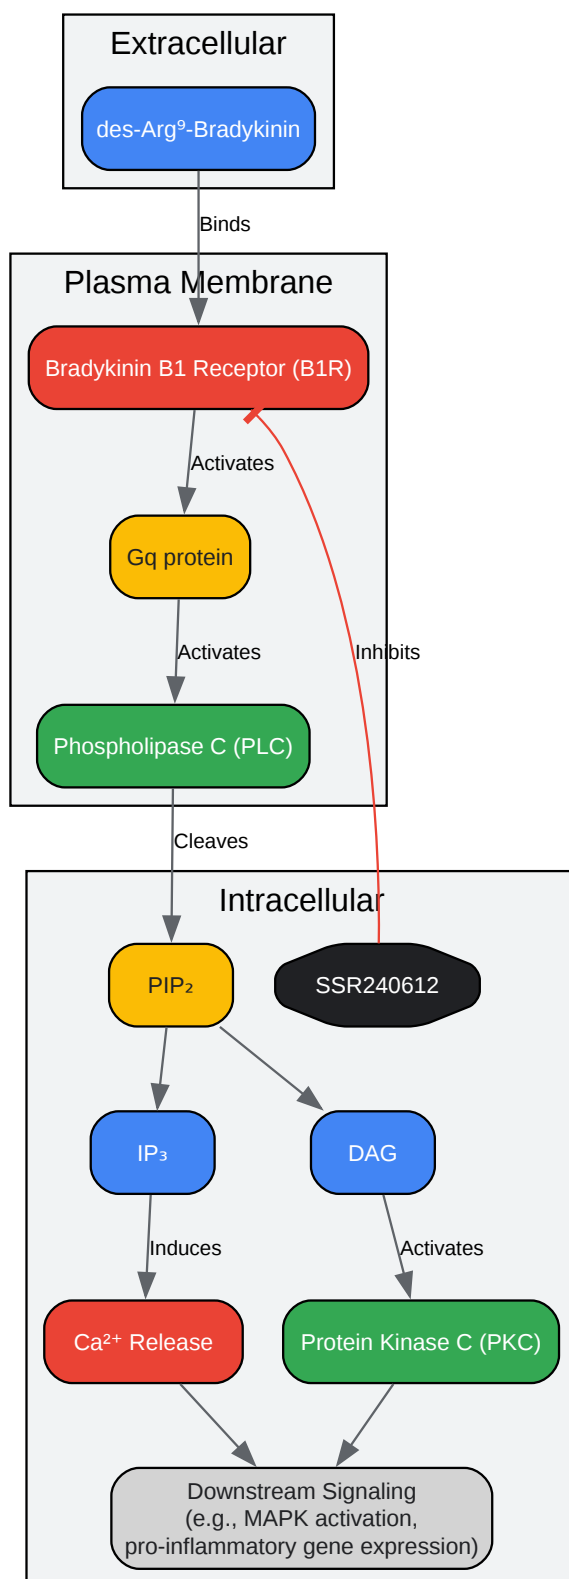 Extracellular
des-Arg⁹-Bradykinin
Binds
Plasma Membrane
Bradykinin B1 Receptor (B1R)
Activates
Gq protein
Activates
Inhibits
Phospholipase C (PLC)
Cleaves
Intracellular
PIP₂
SSR240612
IP₃
DAG
Induces
Activates
Ca²⁺ Release
Protein Kinase C (PKC)
Downstream Signaling
(e.g., MAPK activation,
pro-inflammatory gene expression)